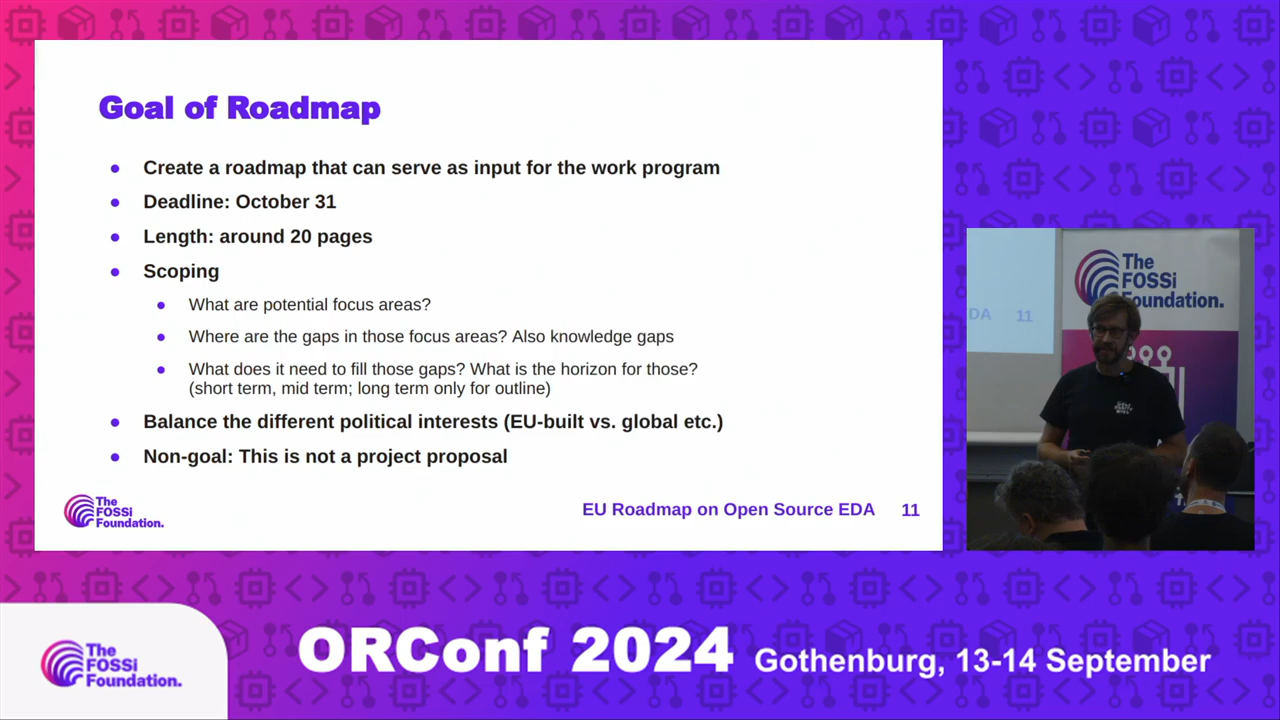 Goal of Roadmap
Create a roadmap that can serve as input for the work program
Deadline: October 31
Length: around 20 pages
Scoping
What are potential focus areas?
Where are the gaps in those focus areas? Also knowledge gaps
What does it need to fill those gaps? What is the horizon for those?
(short term, mid term; long term only for outline)
Balance the different political interests (EU-built vs. global etc.)
Non-goal: This is not a project proposal
The
FOSSi
Foundation.
EU Roadmap on Open Source EDA 11
The
FOSSi
Foundation.
DA 11
The
FOSSi
Foundation.
ORConf 2024 Gothenburg, 13-14 September